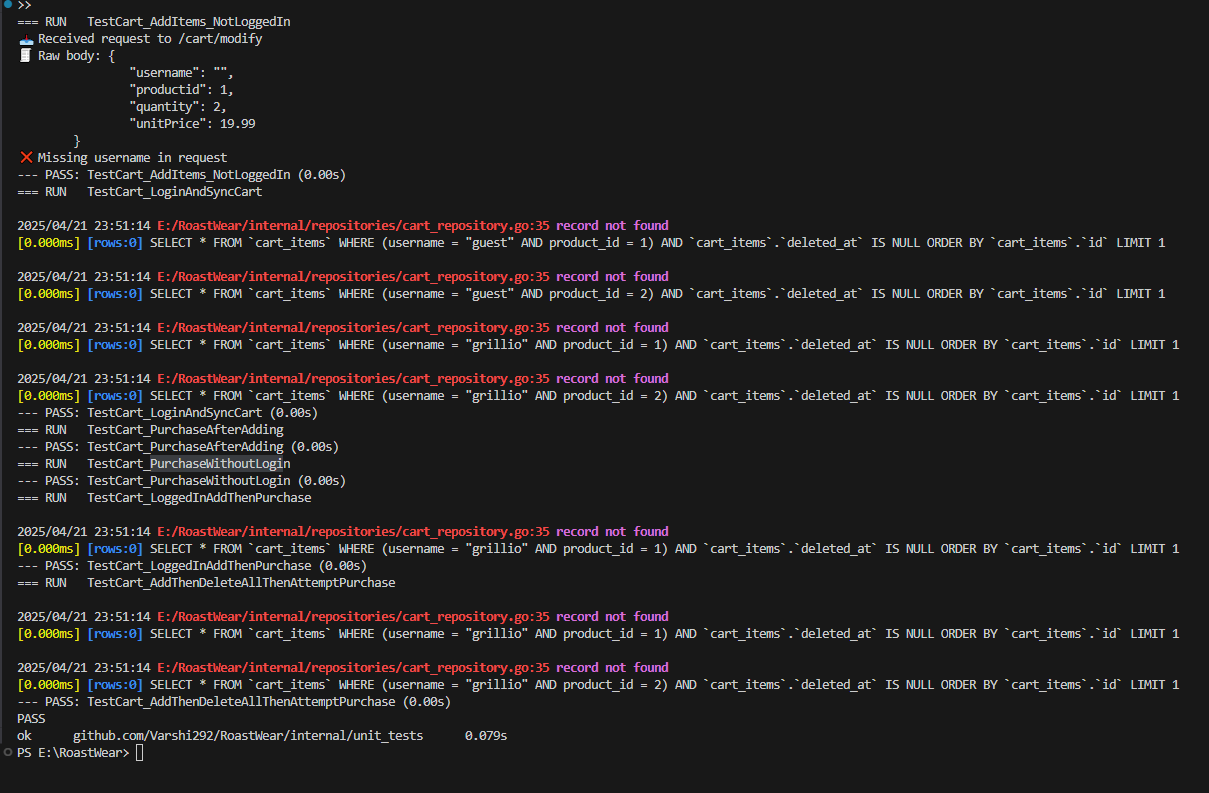 >>
=== RUN   TestCart_AddItems_NotLoggedIn
📥 Received request to /cart/modify
🧾 Raw body: {
                "username": "",
                "productid": 1,
                "quantity": 2,
                "unitPrice": 19.99
        }
❌ Missing username in request
--- PASS: TestCart_AddItems_NotLoggedIn (0.00s)
=== RUN   TestCart_LoginAndSyncCart
2025/04/21 23:51:14 E:/RoastWear/internal/repositories/cart_repository.go:35 record not found
[0.000ms] [rows:0] SELECT * FROM `cart_items` WHERE (username = "guest" AND product_id = 1) AND `cart_items`.`deleted_at` IS NULL ORDER BY `cart_items`.`id` LIMIT 1
2025/04/21 23:51:14 E:/RoastWear/internal/repositories/cart_repository.go:35 record not found
[0.000ms] [rows:0] SELECT * FROM `cart_items` WHERE (username = "guest" AND product_id = 2) AND `cart_items`.`deleted_at` IS NULL ORDER BY `cart_items`.`id` LIMIT 1
2025/04/21 23:51:14 E:/RoastWear/internal/repositories/cart_repository.go:35 record not found
[0.000ms] [rows:0] SELECT * FROM `cart_items` WHERE (username = "grillio" AND product_id = 1) AND `cart_items`.`deleted_at` IS NULL ORDER BY `cart_items`.`id` LIMIT 1
2025/04/21 23:51:14 E:/RoastWear/internal/repositories/cart_repository.go:35 record not found
[0.000ms] [rows:0] SELECT * FROM `cart_items` WHERE (username = "grillio" AND product_id = 2) AND `cart_items`.`deleted_at` IS NULL ORDER BY `cart_items`.`id` LIMIT 1
--- PASS: TestCart_LoginAndSyncCart (0.00s)
=== RUN   TestCart_PurchaseAfterAdding
--- PASS: TestCart_PurchaseAfterAdding (0.00s)
=== RUN   TestCart_PurchaseWithoutLogin
--- PASS: TestCart_PurchaseWithoutLogin (0.00s)
=== RUN   TestCart_LoggedInAddThenPurchase
2025/04/21 23:51:14 E:/RoastWear/internal/repositories/cart_repository.go:35 record not found
[0.000ms] [rows:0] SELECT * FROM `cart_items` WHERE (username = "grillio" AND product_id = 1) AND `cart_items`.`deleted_at` IS NULL ORDER BY `cart_items`.`id` LIMIT 1
--- PASS: TestCart_LoggedInAddThenPurchase (0.00s)
=== RUN   TestCart_AddThenDeleteAllThenAttemptPurchase
2025/04/21 23:51:14 E:/RoastWear/internal/repositories/cart_repository.go:35 record not found
[0.000ms] [rows:0] SELECT * FROM `cart_items` WHERE (username = "grillio" AND product_id = 1) AND `cart_items`.`deleted_at` IS NULL ORDER BY `cart_items`.`id` LIMIT 1
2025/04/21 23:51:14 E:/RoastWear/internal/repositories/cart_repository.go:35 record not found
[0.000ms] [rows:0] SELECT * FROM `cart_items` WHERE (username = "grillio" AND product_id = 2) AND `cart_items`.`deleted_at` IS NULL ORDER BY `cart_items`.`id` LIMIT 1
--- PASS: TestCart_AddThenDeleteAllThenAttemptPurchase (0.00s)
PASS
ok      github.com/Varshi292/RoastWear/internal/unit_tests      0.079s
PS E:\RoastWear>